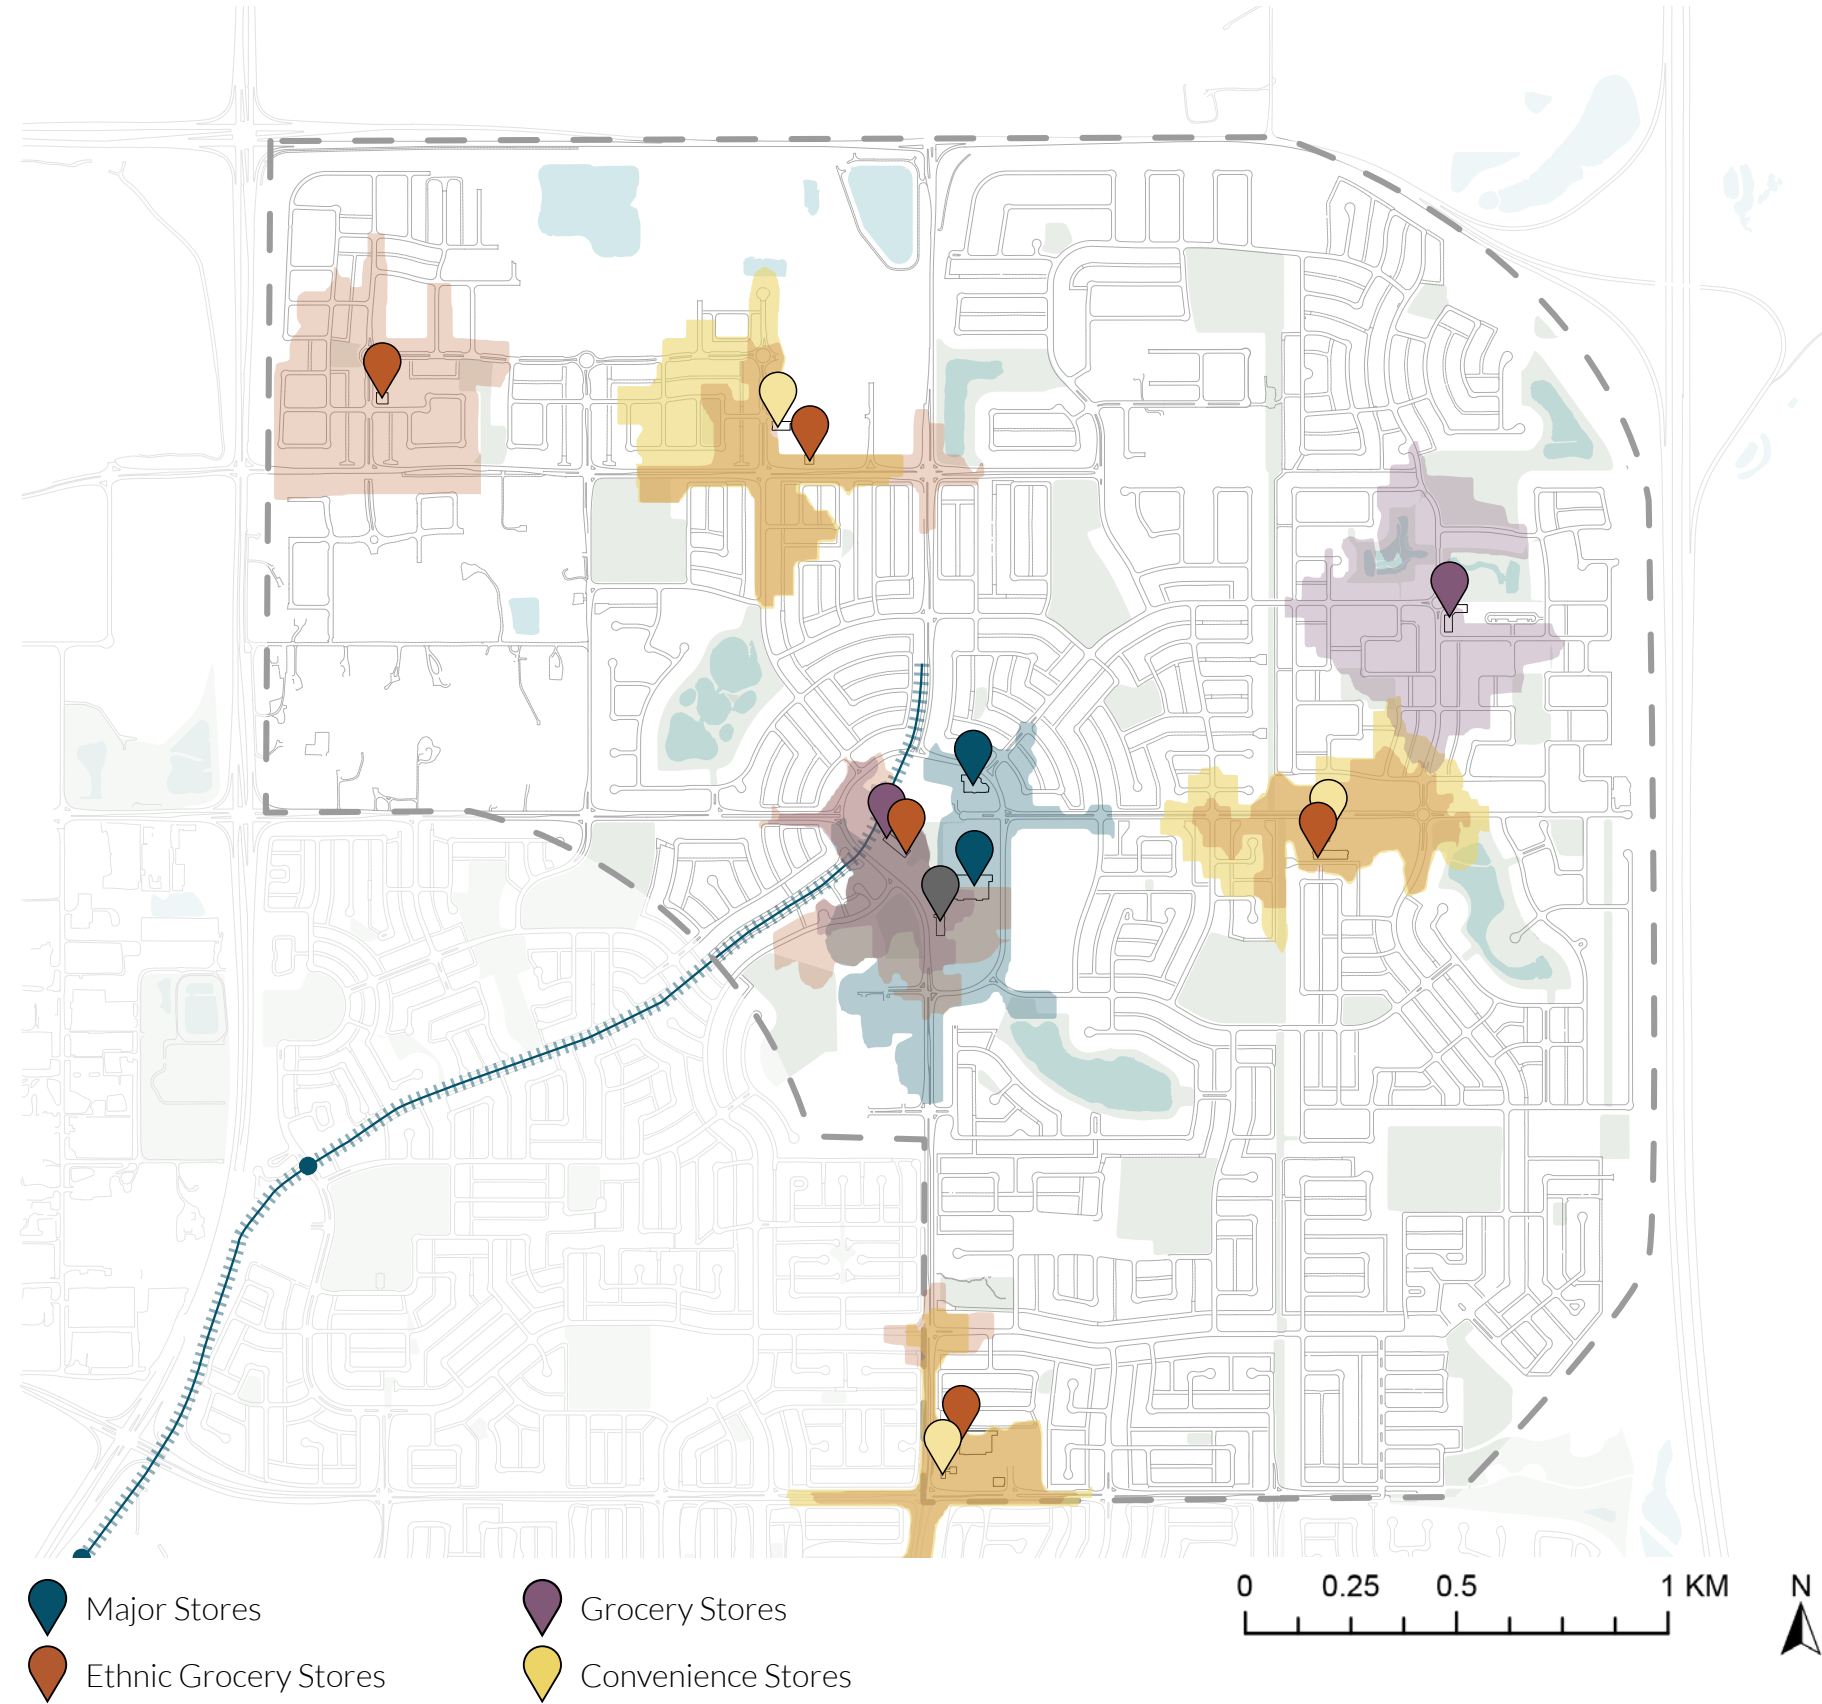 Major Stores
Grocery Stores
Ethnic Grocery Stores
Convenience Stores
0 0.25 0.5 1 KM
N